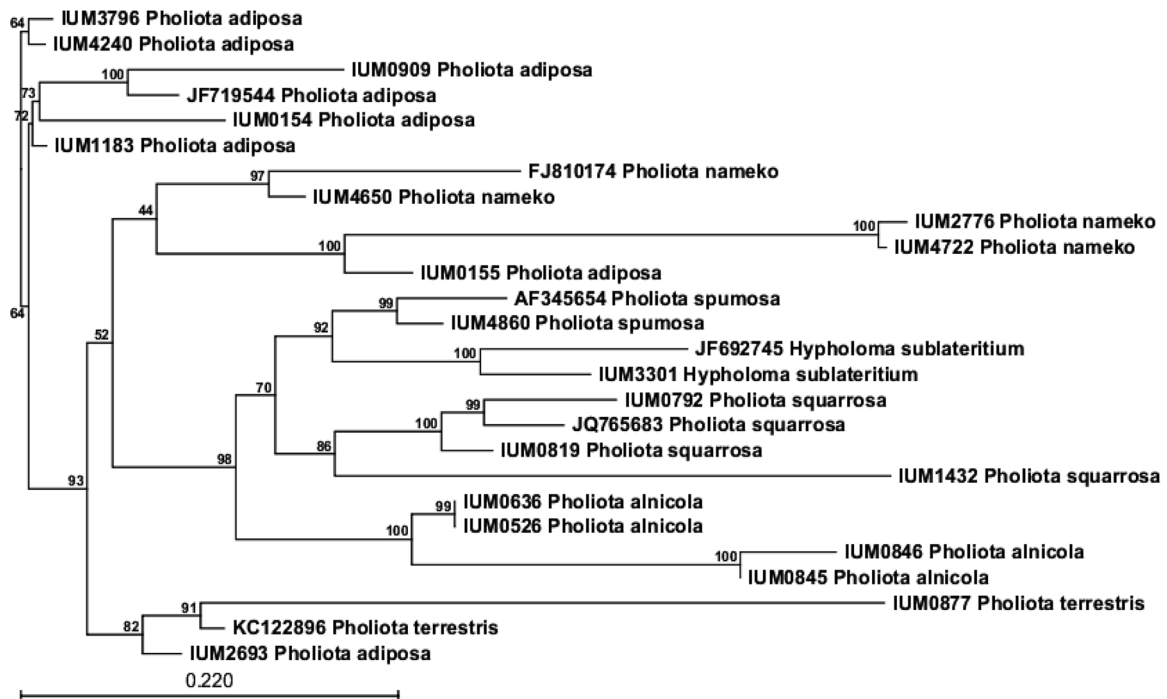 64
IUM3796 Pholiota adiposa
IUM4240 Pholiota adiposa
IUM0909 Pholiota adiposa
100
JF719544 Pholiota adiposa
73
IUM0154 Pholiota adiposa
72
IUM1183 Pholiota adiposa
FJ810174 Pholiota nameko
97
IUM4650 Pholiota nameko
44
IUM2776 Pholiota nameko
100
IUM4722 Pholiota nameko
100
IUM0155 Pholiota adiposa
AF345654 Pholiota spumosa
99
64
IUM4860 Pholiota spumosa
92
52
JF692745 Hypholoma sublateritium
100
IUM3301 Hypholoma sublateritium
70
IUM0792 Pholiota squarrosa
99
JQ765683 Pholiota squarrosa
100
IUM0819 Pholiota squarrosa
86
98
IUM1432 Pholiota squarrosa
93
IUM0636 Pholiota alnicola
99
IUM0526 Pholiota alnicola
100
IUM0846 Pholiota alnicola
100
IUM0845 Pholiota alnicola
IUM0877 Pholiota terrestris
91
KC122896 Pholiota terrestris
82
IUM2693 Pholiota adiposa
0.220